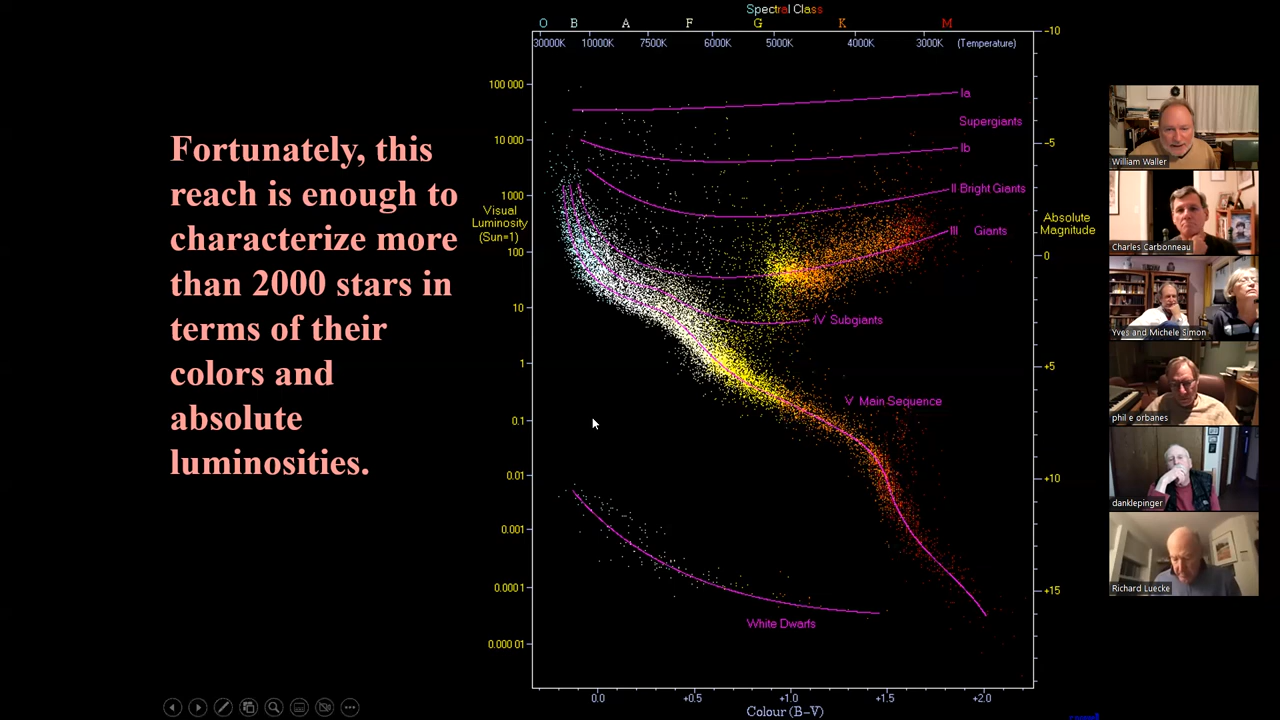 Fortunately, this
reach is enough to
characterize more
than 2000 stars in
terms of their
colors and
absolute
luminosities.
Spectral Class
O B A F G K M
30000K 10000K 7500K 6000K 5000K 4000K 3000K (Temperature)
Visual
Luminosity
(Sun=1)
100 000
10 000
1000
100
10
1
0.1
0.01
0.001
0.0001
0.000 01
Ia
Supergiants
Ib
II Bright Giants
III Giants
IV Subgiants
V Main Sequence
White Dwarfs
Absolute
Magnitude
−10
−5
0
+5
+10
+15
0.0 +0.5 +1.0 +1.5 +2.0
Colour (B−V)
William Waller
Charles Carbonneau
Yves and Michele Simon
phil e orbanes
danklepinger
Richard Luecke